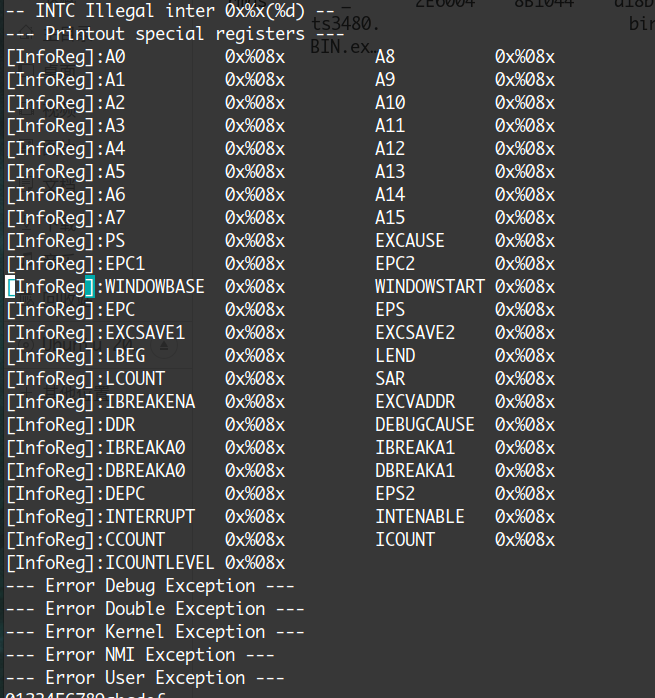 -- INTC Illegal inter 0x%x(%d) --
--- Printout special registers ---
[InfoReg]:A0 0x%08x A8 0x%08x
[InfoReg]:A1 0x%08x A9 0x%08x
[InfoReg]:A2 0x%08x A10 0x%08x
[InfoReg]:A3 0x%08x A11 0x%08x
[InfoReg]:A4 0x%08x A12 0x%08x
[InfoReg]:A5 0x%08x A13 0x%08x
[InfoReg]:A6 0x%08x A14 0x%08x
[InfoReg]:A7 0x%08x A15 0x%08x
[InfoReg]:PS 0x%08x EXCAUSE 0x%08x
[InfoReg]:EPC1 0x%08x EPC2 0x%08x
[InfoReg]:WINDOWBASE 0x%08x WINDOWSTART 0x%08x
[InfoReg]:EPC 0x%08x EPS 0x%08x
[InfoReg]:EXCSAVE1 0x%08x EXCSAVE2 0x%08x
[InfoReg]:LBEG 0x%08x LEND 0x%08x
[InfoReg]:LCOUNT 0x%08x SAR 0x%08x
[InfoReg]:IBREAKENA 0x%08x EXCVADDR 0x%08x
[InfoReg]:DDR 0x%08x DEBUGCAUSE 0x%08x
[InfoReg]:IBREAKA0 0x%08x IBREAKA1 0x%08x
[InfoReg]:DBREAKA0 0x%08x DBREAKA1 0x%08x
[InfoReg]:DEPC 0x%08x EPS2 0x%08x
[InfoReg]:INTERRUPT 0x%08x INTENABLE 0x%08x
[InfoReg]:CCOUNT 0x%08x ICOUNT 0x%08x
[InfoReg]:ICOUNTLEVEL 0x%08x
--- Error Debug Exception ---
--- Error Double Exception ---
--- Error Kernel Exception ---
--- Error NMI Exception ---
--- Error User Exception ---
ts3480.
BIN.ex…
2E6004
8B1044
bin